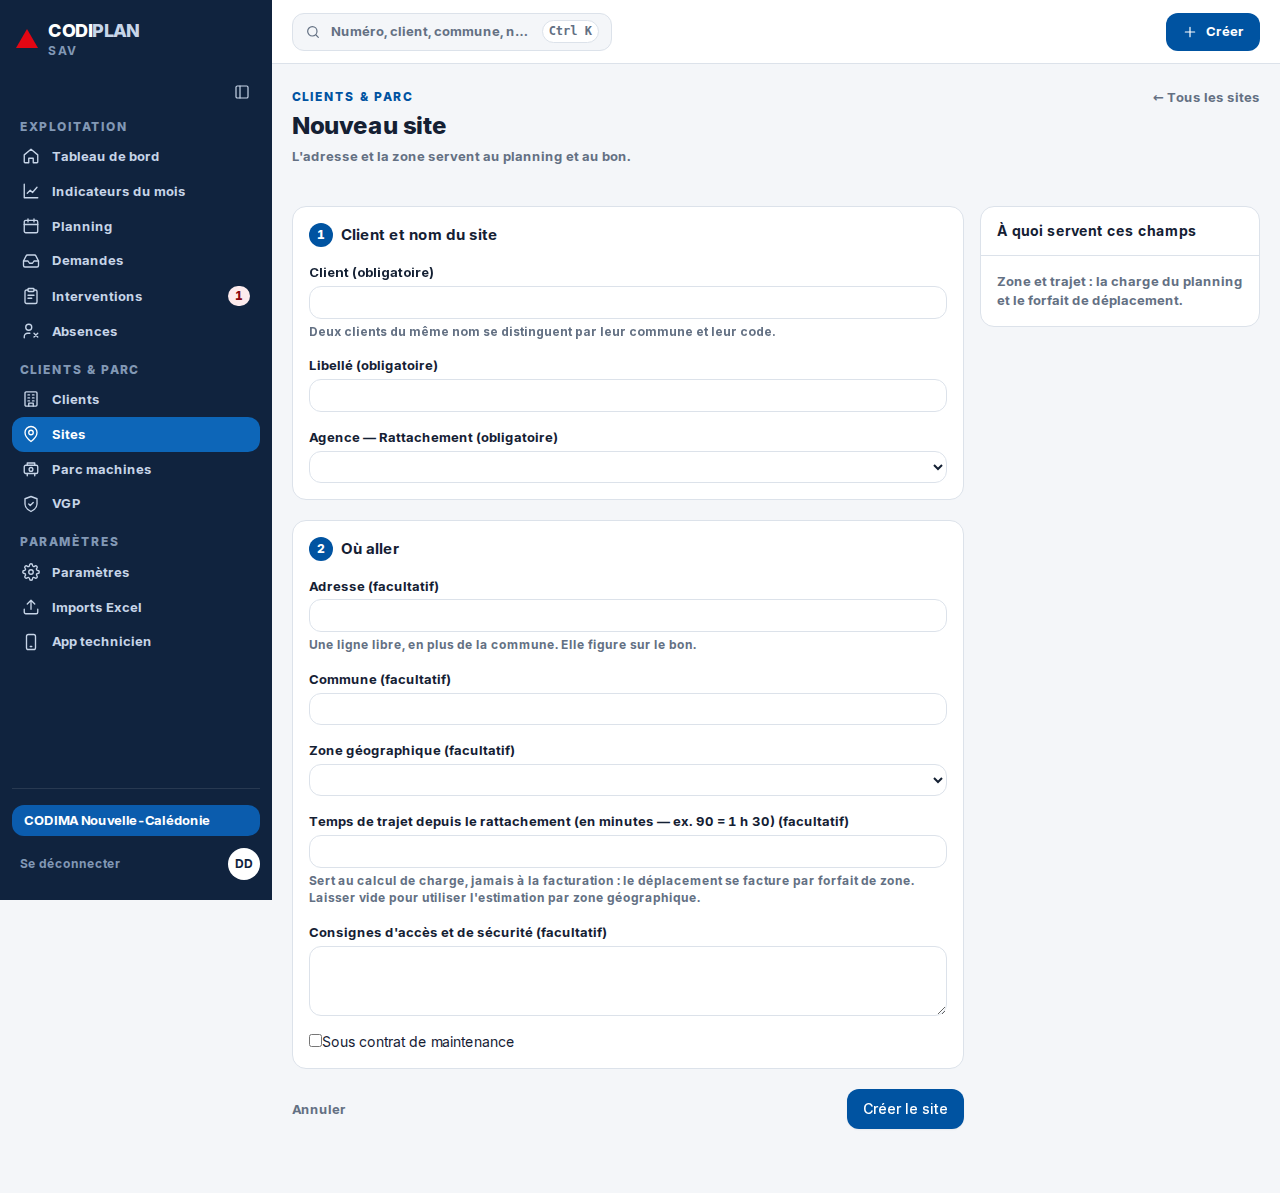 CODIPLAN
SAV
EXPLOITATION
Tableau de bord
Indicateurs du mois
Planning
Demandes
Interventions 1
Absences
CLIENTS & PARC
Clients
Sites
Parc machines
VGP
PARAMÈTRES
Paramètres
Imports Excel
App technicien
CODIMA Nouvelle-Calédonie
Se déconnecter DD
Numéro, client, commune, n... Ctrl K
Créer
CLIENTS & PARC
← Tous les sites
Nouveau site
L'adresse et la zone servent au planning et au bon.
1 Client et nom du site
Client (obligatoire)
Deux clients du même nom se distinguent par leur commune et leur code.
Libellé (obligatoire)
Agence — Rattachement (obligatoire)
2 Où aller
Adresse (facultatif)
Une ligne libre, en plus de la commune. Elle figure sur le bon.
Commune (facultatif)
Zone géographique (facultatif)
Temps de trajet depuis le rattachement (en minutes — ex. 90 = 1 h 30) (facultatif)
Sert au calcul de charge, jamais à la facturation : le déplacement se facture par forfait de zone.
Laisser vide pour utiliser l'estimation par zone géographique.
Consignes d'accès et de sécurité (facultatif)
Sous contrat de maintenance
Annuler
Créer le site
À quoi servent ces champs
Zone et trajet : la charge du planning
et le forfait de déplacement.